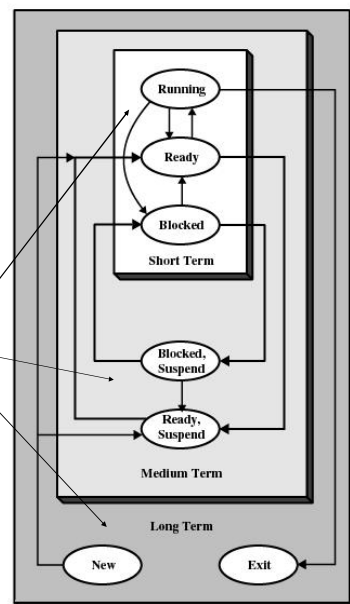 Running
Ready
Blocked
Short Term
Blocked,
Suspend
Ready,
Suspend
Medium Term
Long Term
New
Exit